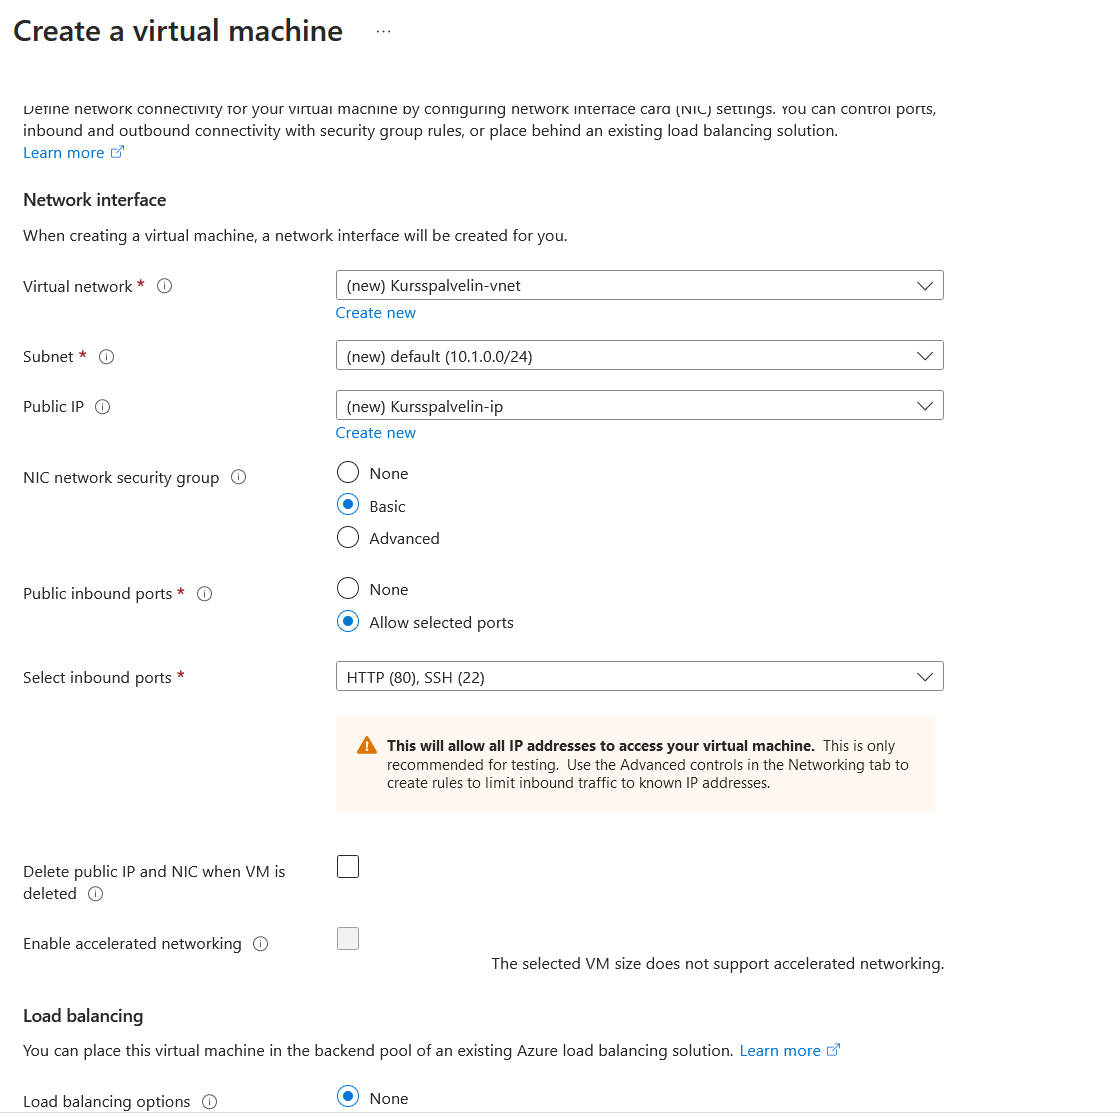 Create a virtual machine ...
Define network connectivity for your virtual machine by configuring network interface card (NIC) settings. You can control ports,
inbound and outbound connectivity with security group rules, or place behind an existing load balancing solution.
Learn more
Network interface
When creating a virtual machine, a network interface will be created for you.
Virtual network *
(new) Kursspalvelin-vnet
Create new
Subnet *
(new) default (10.1.0.0/24)
Public IP
(new) Kursspalvelin-ip
Create new
NIC network security group
None
Basic
Advanced
Public inbound ports *
None
Allow selected ports
Select inbound ports *
HTTP (80), SSH (22)
This will allow all IP addresses to access your virtual machine. This is only
recommended for testing. Use the Advanced controls in the Networking tab to
create rules to limit inbound traffic to known IP addresses.
Delete public IP and NIC when VM is
deleted
Enable accelerated networking
The selected VM size does not support accelerated networking.
Load balancing
You can place this virtual machine in the backend pool of an existing Azure load balancing solution. Learn more
Load balancing options
None